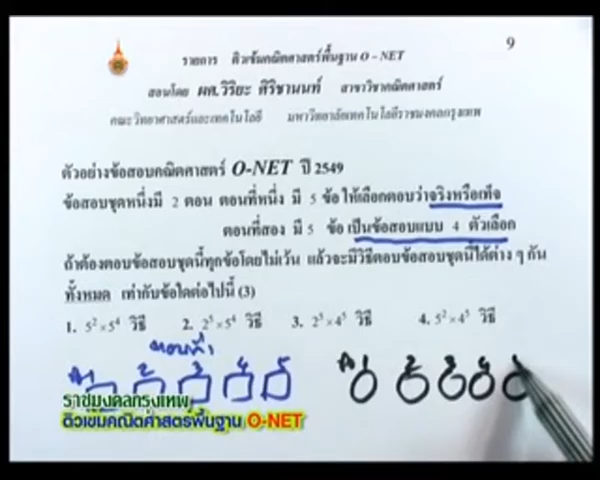 9
รายการ ติวเข้มคณิตศาสตร์พื้นฐาน O - NET
สอนโดย ผศ.วิริยะ ศิริชานนท์ สาขาวิชาคณิตศาสตร์
คณะวิทยาศาสตร์และเทคโนโลยี มหาวิทยาลัยเทคโนโลยีราชมงคลกรุงเทพ
ตัวอย่างข้อสอบคณิตศาสตร์ O-NET ปี 2549
ข้อสอบชุดหนึ่งมี 2 ตอน ตอนที่หนึ่ง มี 5 ข้อ ให้เลือกตอบว่าจริงหรือเท็จ
ตอนที่สอง มี 5 ข้อ เป็นข้อสอบแบบ 4 ตัวเลือก
ถ้าต้องตอบข้อสอบชุดนี้ทุกข้อโดยไม่เว้น แล้วจะมีวิธีตอบข้อสอบชุดนี้ได้ต่าง ๆ กัน
ทั้งหมด เท่ากับข้อใดต่อไปนี้ (3)
1. 5² × 5⁴ วิธี 2. 2⁵ × 5⁴ วิธี 3. 2⁵ × 4⁵ วิธี 4. 5² × 4⁵ วิธี
ตอนที่1
ราชมงคลกรุงเทพ
ติวเข้มคณิตศาสตร์พื้นฐาน O-NET